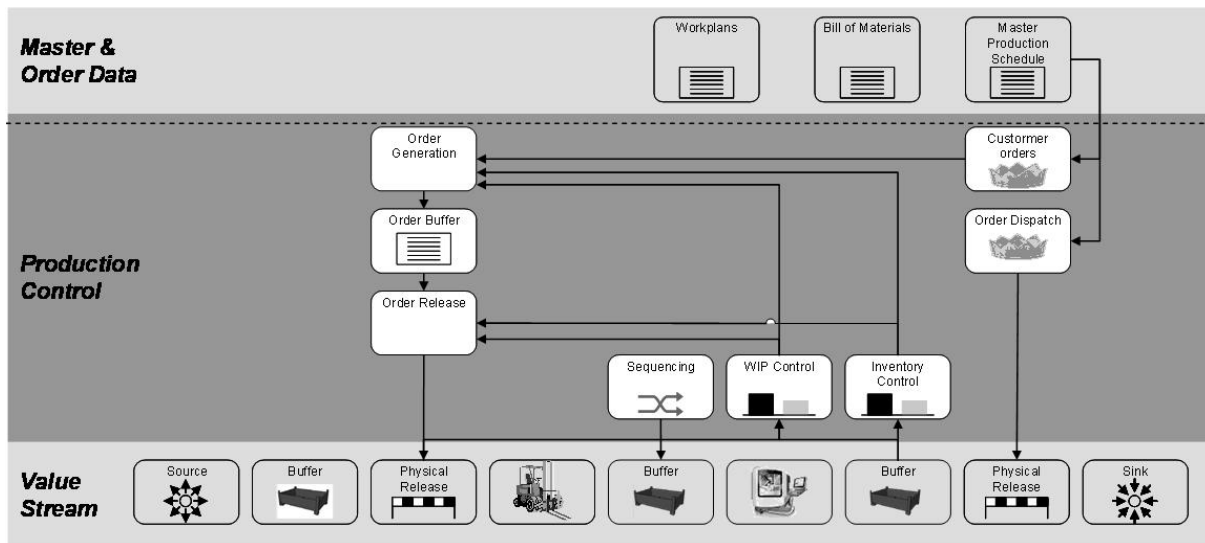 Master &
Order Data
Workplans
Bill of Materials
Master
Production
Schedule
Production
Control
Order
Generation
Custormer
orders
Order Buffer
Order Dispatch
Order Release
Sequencing
WIP Control
Inventory
Control
Value
Stream
Source
Buffer
Physical
Release
Buffer
Buffer
Physical
Release
Sink